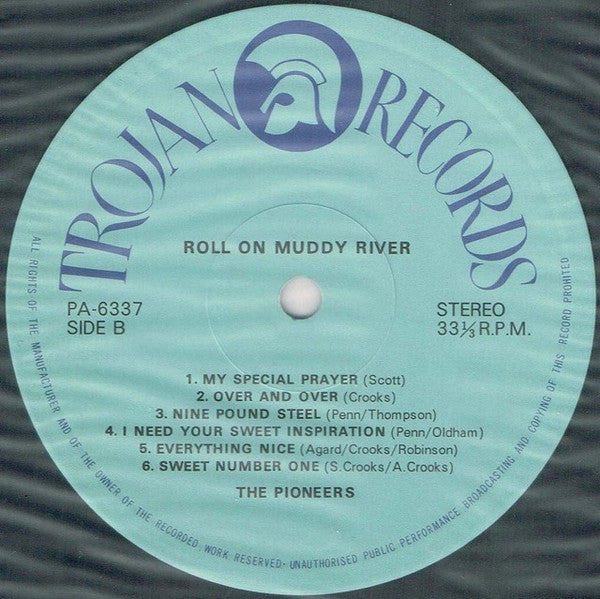 TROJAN RECORDS
ROLL ON MUDDY RIVER
PA-6337
SIDE B
STEREO
33⅓ R.P.M.
1. MY SPECIAL PRAYER (Scott)
2. OVER AND OVER (Crooks)
3. NINE POUND STEEL (Penn/Thompson)
4. I NEED YOUR SWEET INSPIRATION (Penn/Oldham)
5. EVERYTHING NICE (Agard/Crooks/Robinson)
6. SWEET NUMBER ONE (S.Crooks/A.Crooks)
THE PIONEERS
ALL RIGHTS OF THE MANUFACTURER AND OF THE OWNER OF THE RECORDED WORK RESERVED· UNAUTHORISED PUBLIC PERFORMANCE BROADCASTING AND COPYING OF THIS RECORD PROHIBITED